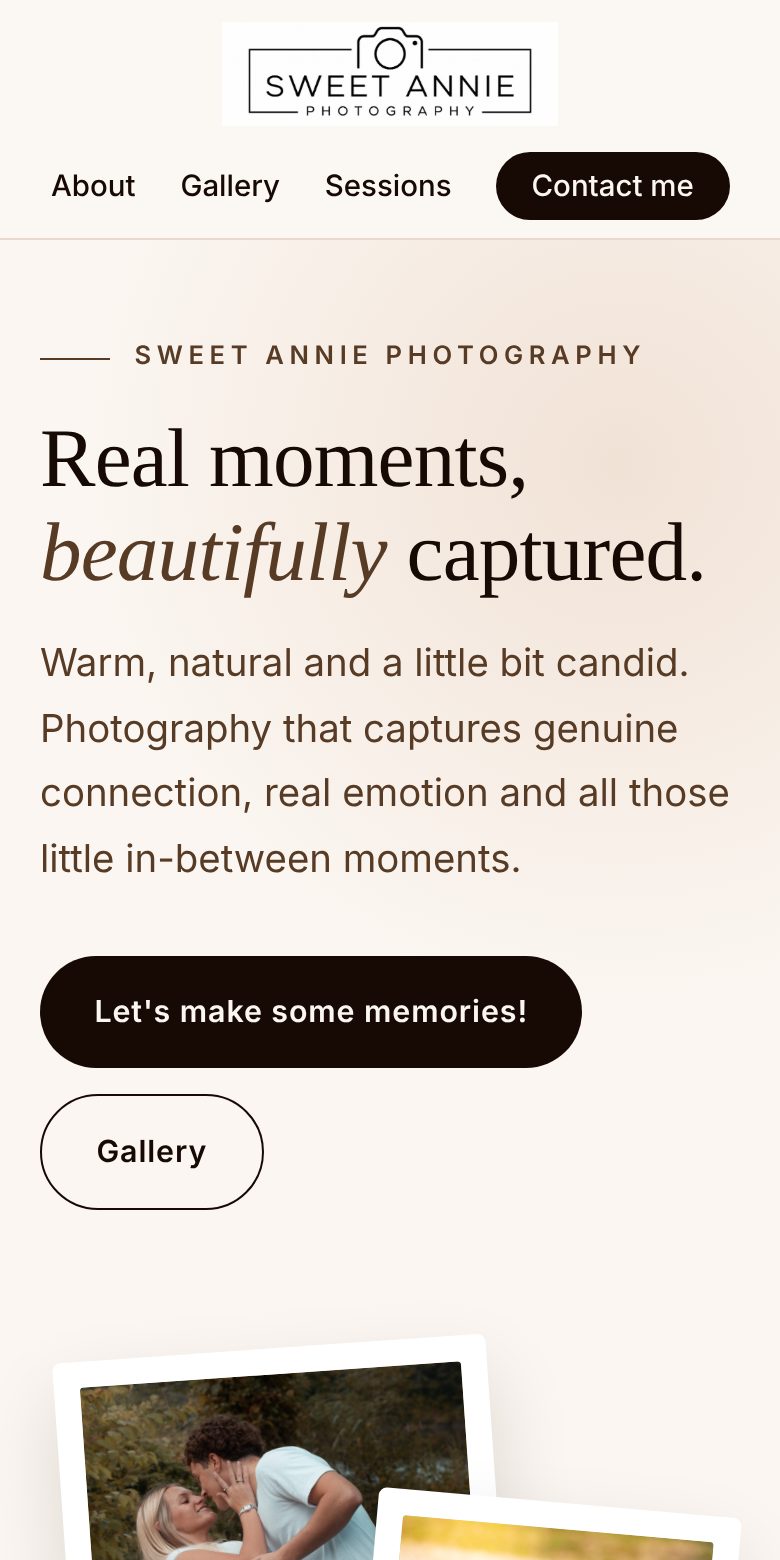 SWEET ANNIE
PHOTOGRAPHY
About Gallery Sessions Contact me
SWEET ANNIE PHOTOGRAPHY
Real moments,
beautifully captured.
Warm, natural and a little bit candid.
Photography that captures genuine
connection, real emotion and all those
little in-between moments.
Let's make some memories!
Gallery